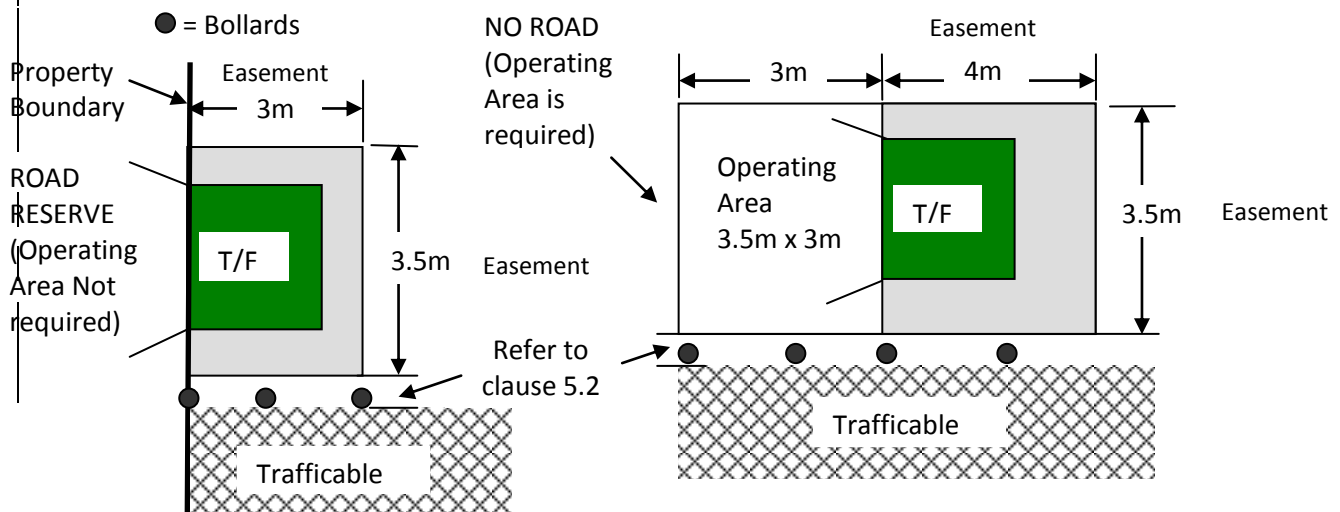 = Bollards
Property
Boundary
Easement
3m
ROAD
RESERVE
(Operating
Area Not
required)
T/F
3.5m
Easement
Trafficable
Refer to
clause 5.2
NO ROAD
(Operating
Area is
required)
Easement
3m
4m
Operating
Area
3.5m x 3m
T/F
3.5m
Easement
Trafficable